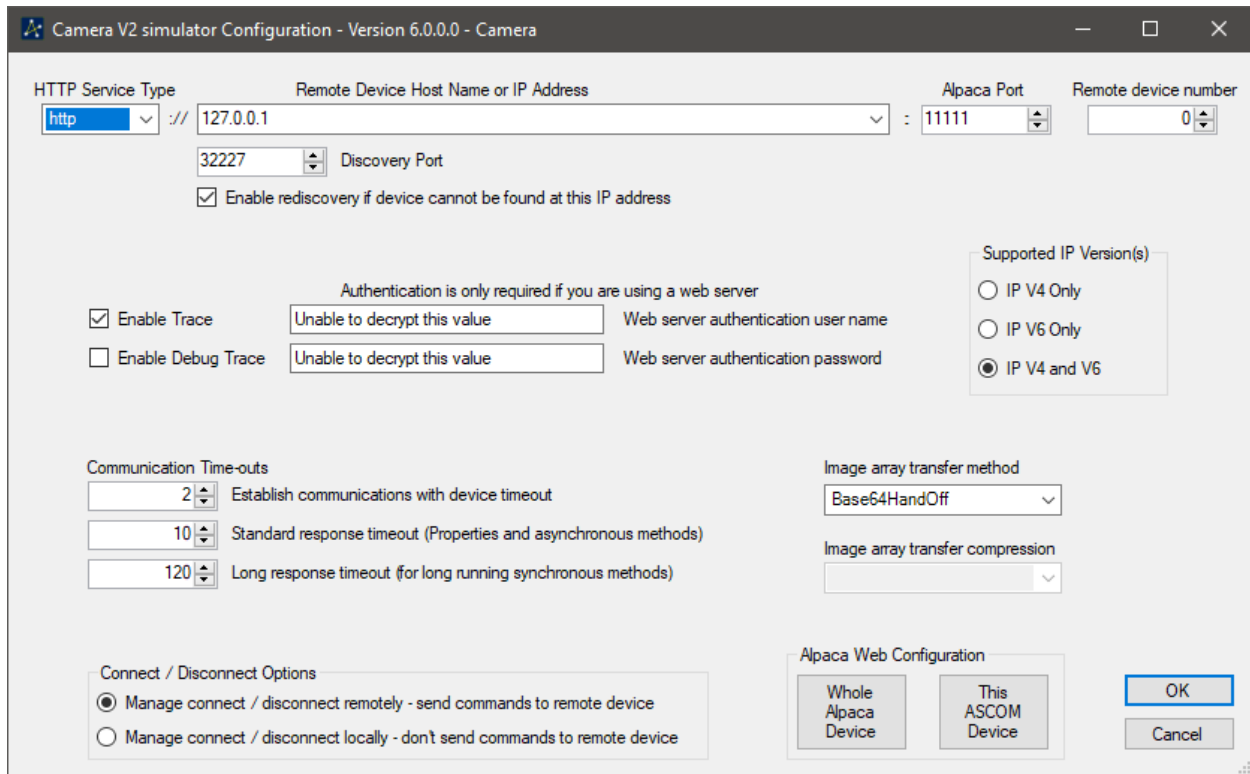 Camera V2 simulator Configuration - Version 6.0.0.0 - Camera
HTTP Service Type Remote Device Host Name or IP Address Alpaca Port Remote device number
http :// 127.0.0.1 : 11111 0
32227 Discovery Port
Enable rediscovery if device cannot be found at this IP address
Supported IP Version(s)
Authentication is only required if you are using a web server
IP V4 Only
Enable Trace Unable to decrypt this value Web server authentication user name
IP V6 Only
Enable Debug Trace Unable to decrypt this value Web server authentication password
IP V4 and V6
Communication Time-outs
2 Establish communications with device timeout
10 Standard response timeout (Properties and asynchronous methods)
120 Long response timeout (for long running synchronous methods)
Image array transfer method
Base64HandOff
Image array transfer compression
Connect / Disconnect Options
Manage connect / disconnect remotely - send commands to remote device
Manage connect / disconnect locally - don't send commands to remote device
Alpaca Web Configuration
Whole
Alpaca
Device
This
ASCOM
Device
OK
Cancel